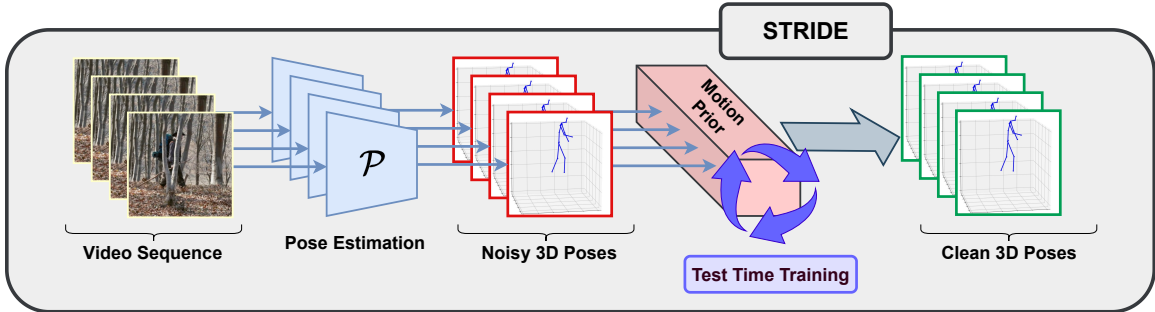 STRIDE
Motion
Prior
𝒫
Video Sequence
Pose Estimation
Noisy 3D Poses
Test Time Training
Clean 3D Poses